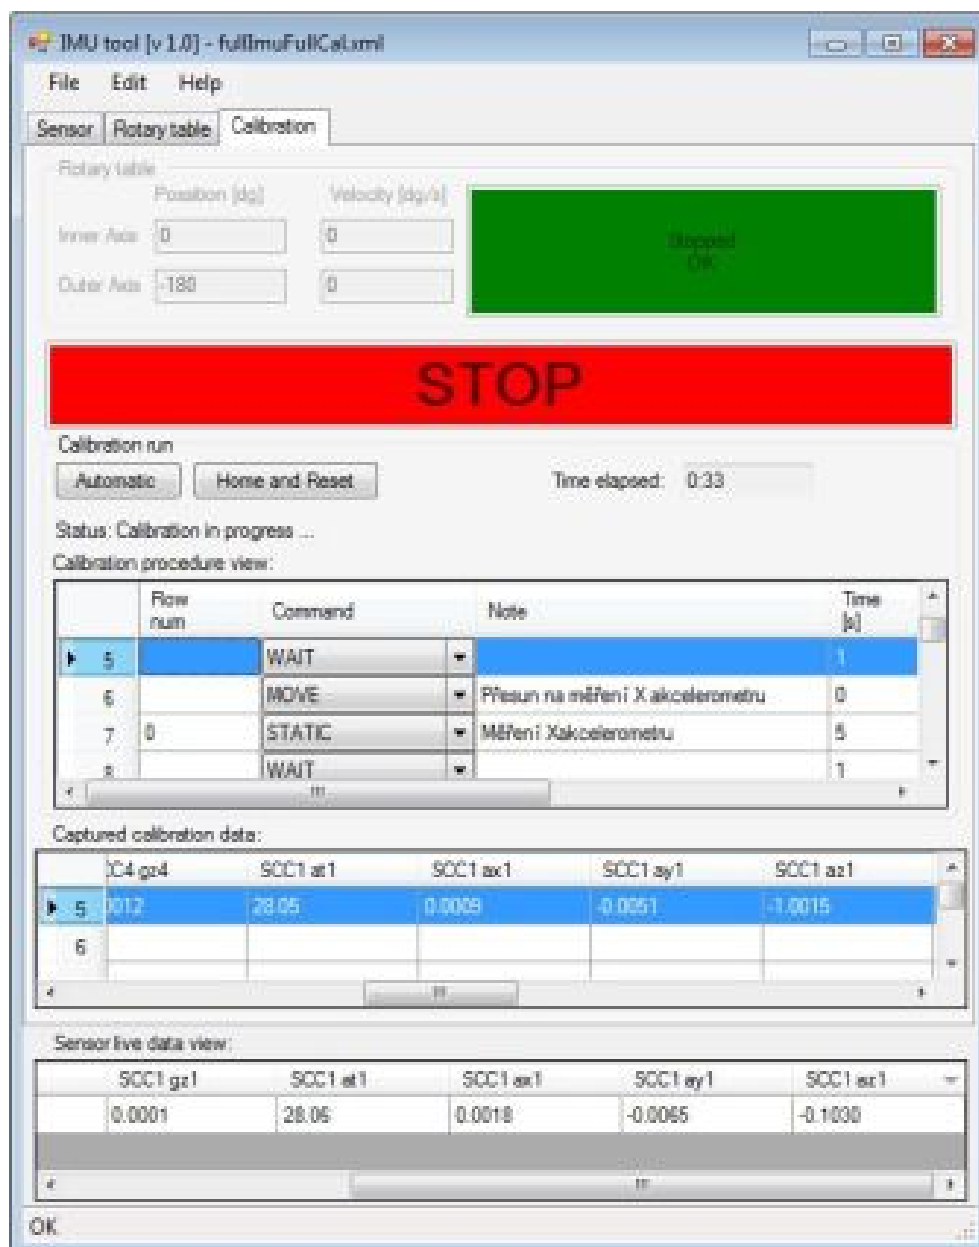 IMU tool [v 1.0] - fullImuFullCal.xml
File Edit Help
Sensor Rotary table Calibration
Rotary table
Possition [dg] Velocity [dg/s]
Inner Axis 0 0
Outer Axis -180 0
Stopped
OK
STOP
Calibration run
Automatic Home and Reset Time elapsed: 0:33
Status: Calibration in progress ...
Calibration procedure view:
Row num Command Note Time [s]
5 WAIT 1
6 MOVE Přesun na měření X akcelerometru 0
7 0 STATIC Měření Xakcelerometru 5
8 WAIT 1
Captured calibration data:
CC4 gz4 SCC1 at1 SCC1 ax1 SCC1 ay1 SCC1 az1
5 0012 28.05 0.0009 -0.0051 -1.0015
6
Sensor live data view:
SCC1 gz1 SCC1 at1 SCC1 ax1 SCC1 ay1 SCC1 az1
0.0001 28.06 0.0018 -0.0065 -0.1030
OK